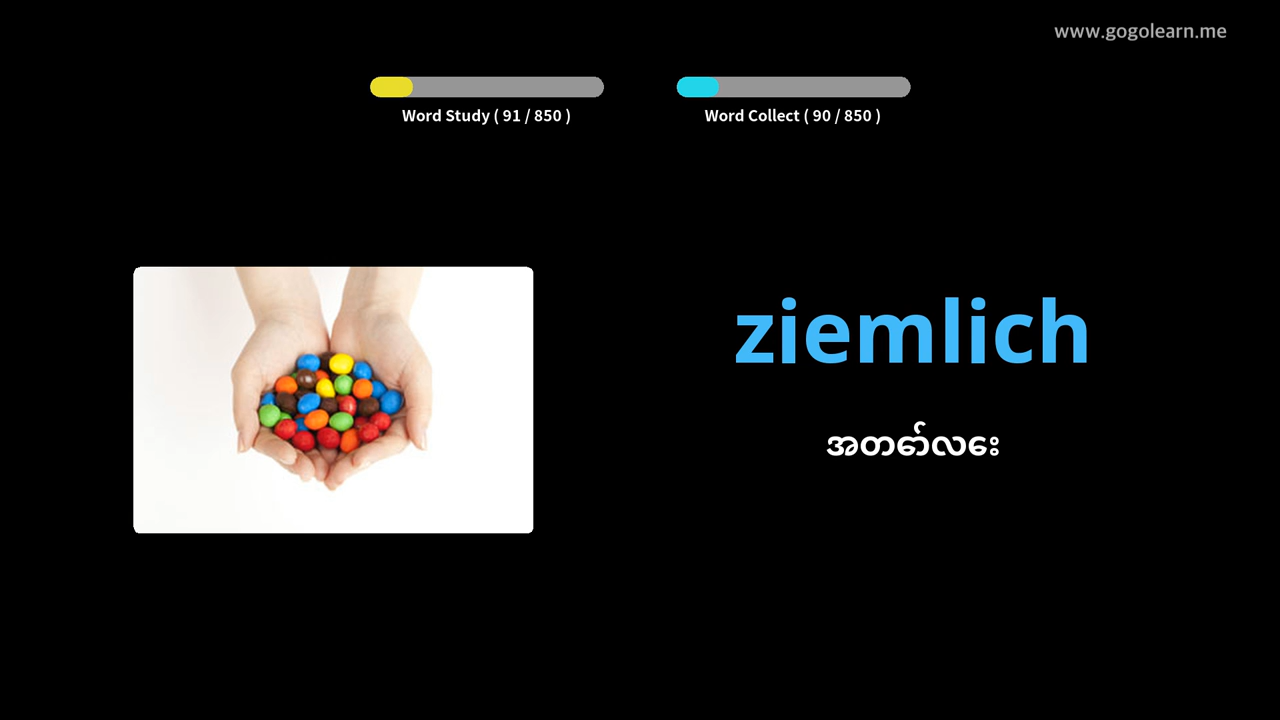 www.gogolearn.me
Word Study ( 91 / 850 )
Word Collect ( 90 / 850 )
ziemlich
အတော်လေး